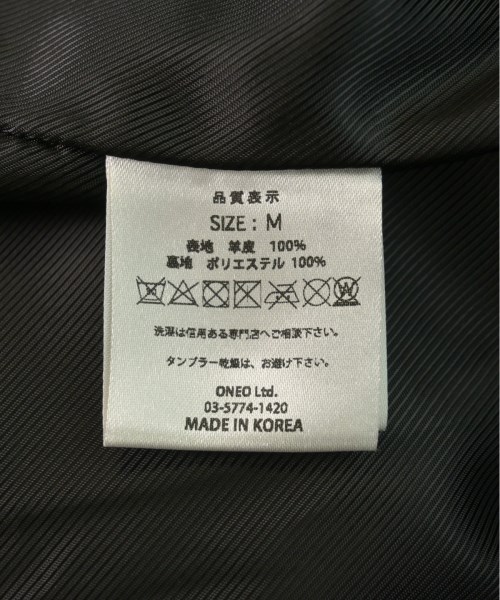 品質表示
SIZE : M
表地 羊皮 100%
裏地 ポリエステル 100%
洗濯は信用ある専門店へご相談下さい。
タンブラー乾燥は、お避け下さい。
ONEO Ltd.
03-5774-1420
MADE IN KOREA